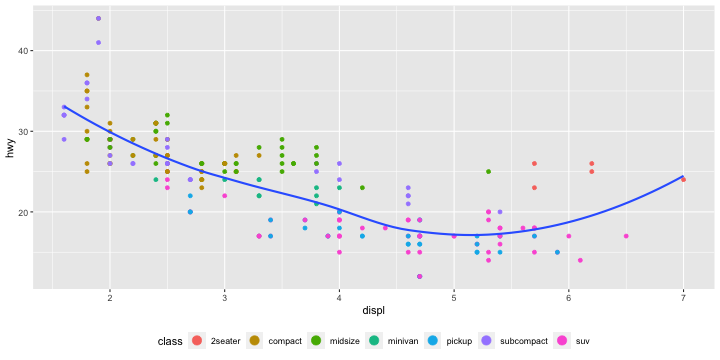 40
30
20
hwy
2 3 4 5 6 7
displ
class 2seater compact midsize minivan pickup subcompact suv